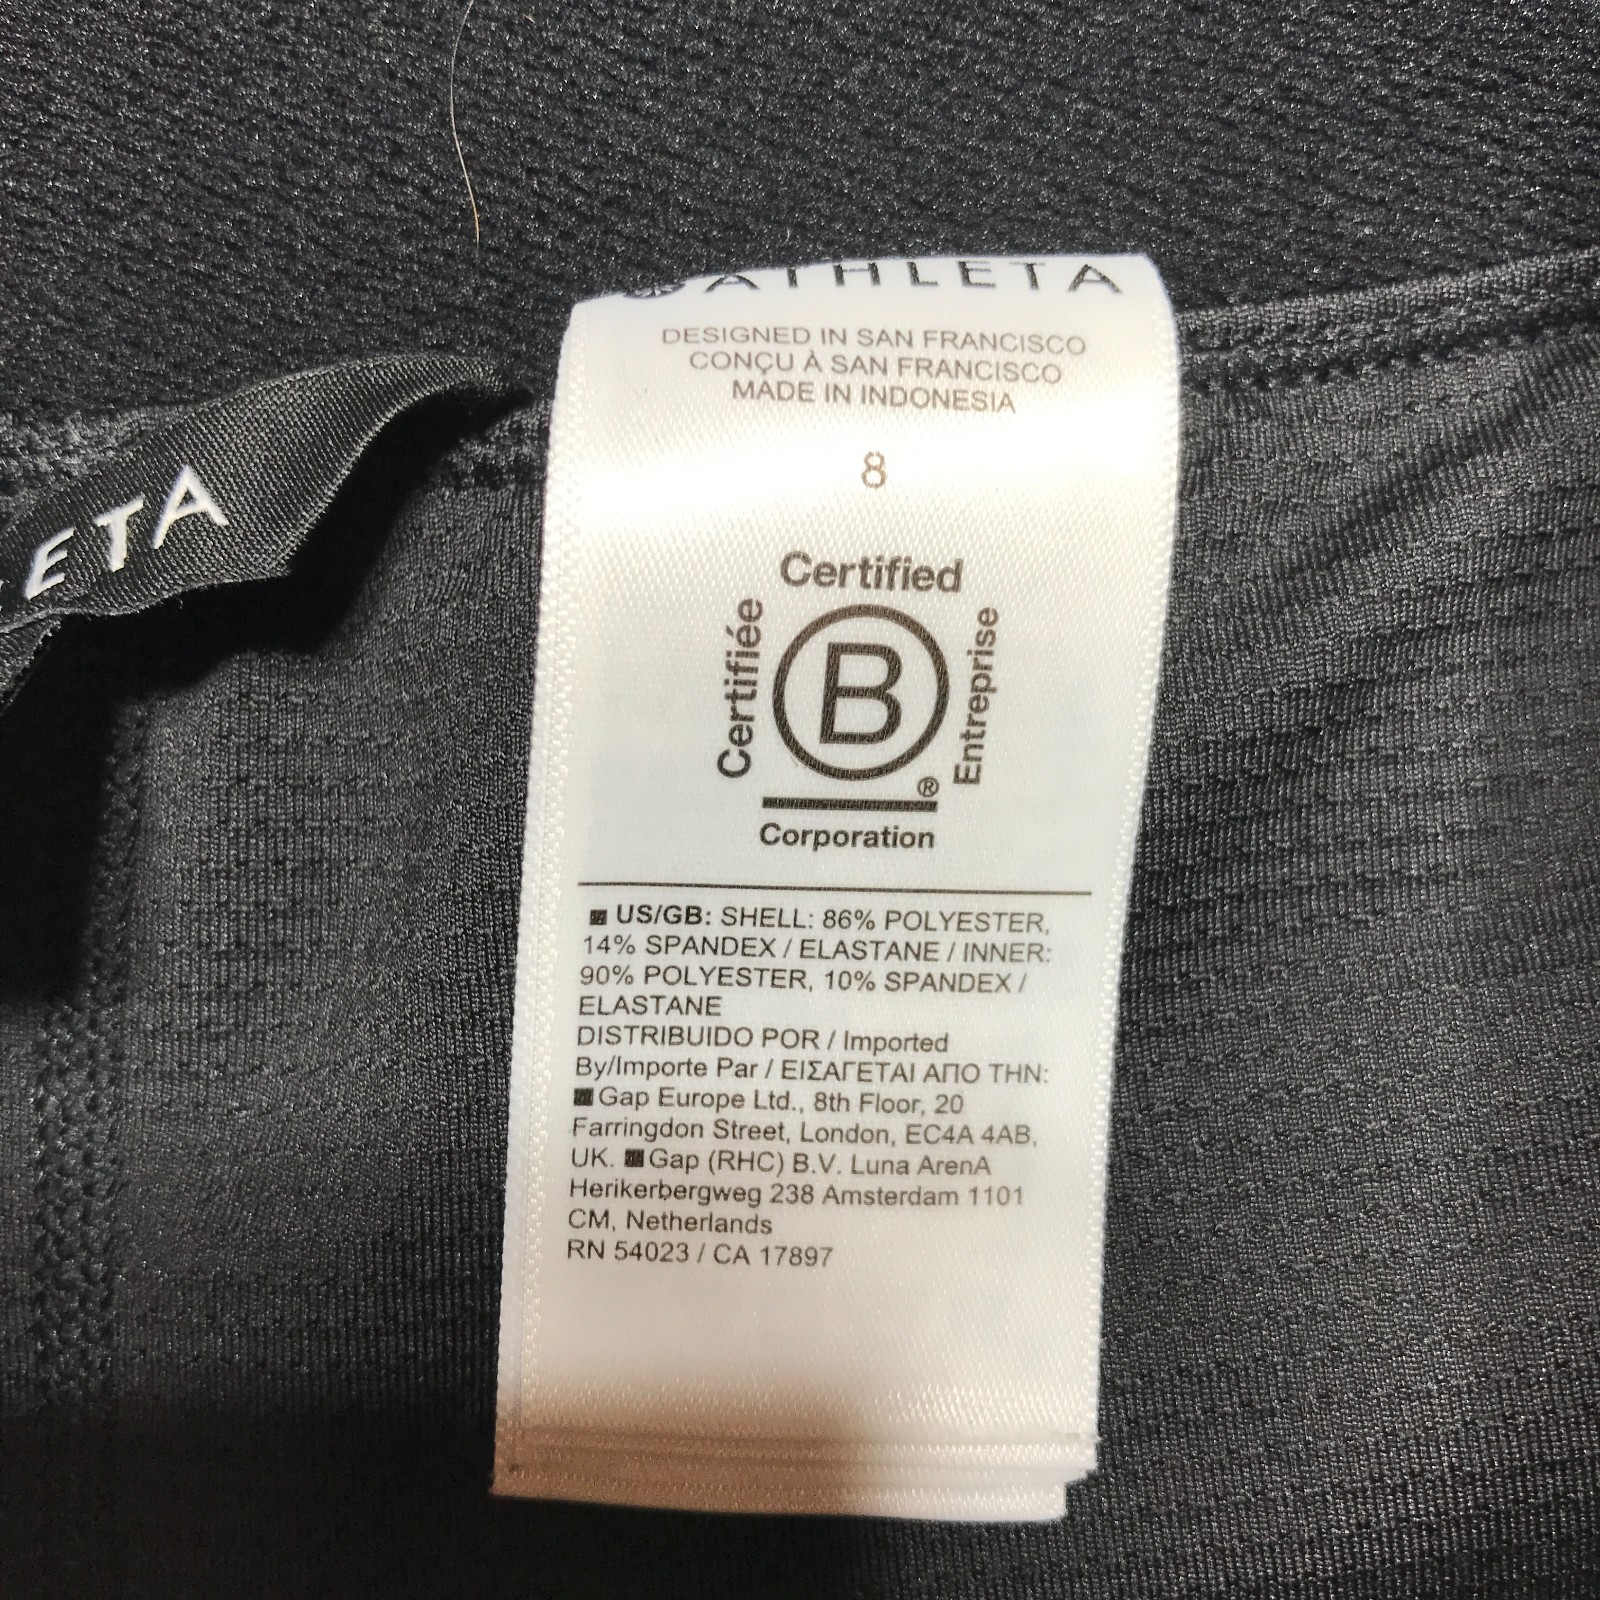 ETA
ATHLETA
DESIGNED IN SAN FRANCISCO
CONÇU À SAN FRANCISCO
MADE IN INDONESIA
8
Certified
Certifiée
B
Entreprise
®
Corporation
US/GB: SHELL: 86% POLYESTER,
14% SPANDEX / ELASTANE / INNER:
90% POLYESTER, 10% SPANDEX /
ELASTANE
DISTRIBUIDO POR / Imported
By/Importe Par / ΕΙΣΑΓΕΤΑΙ ΑΠΟ ΤΗΝ:
Gap Europe Ltd., 8th Floor, 20
Farringdon Street, London, EC4A 4AB,
UK. Gap (RHC) B.V. Luna ArenA
Herikerbergweg 238 Amsterdam 1101
CM, Netherlands
RN 54023 / CA 17897